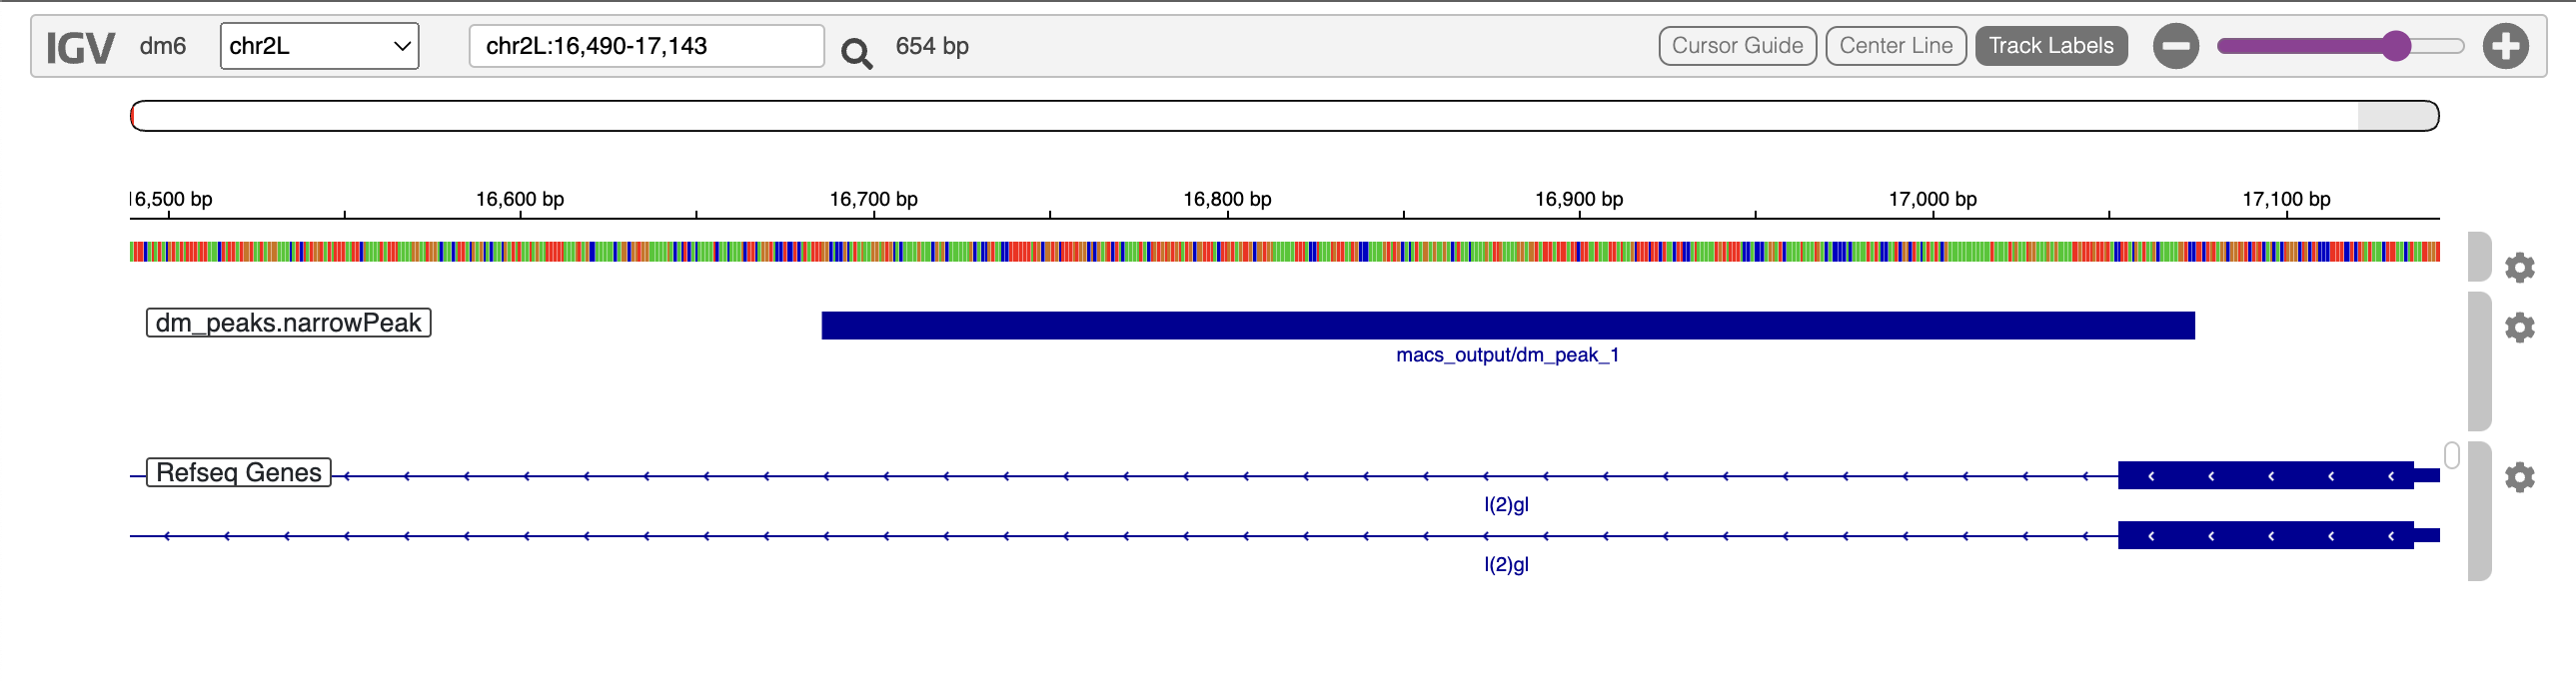 IGV dm6 chr2L chr2L:16,490-17,143 654 bp Cursor Guide Center Line Track Labels
16,500 bp 16,600 bp 16,700 bp 16,800 bp 16,900 bp 17,000 bp 17,100 bp
dm_peaks.narrowPeak
macs_output/dm_peak_1
Refseq Genes
l(2)gl
l(2)gl